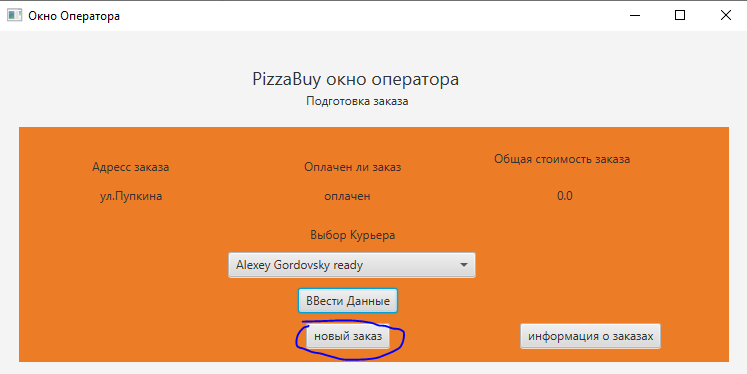 Окно Оператора
PizzaBuy окно оператора
Подготовка заказа
Адресс заказа
Оплачен ли заказ
Общая стоимость заказа
ул.Пупкина
оплачен
0.0
Выбор Курьера
Alexey Gordovsky ready
ВВести Данные
новый заказ
информация о заказах